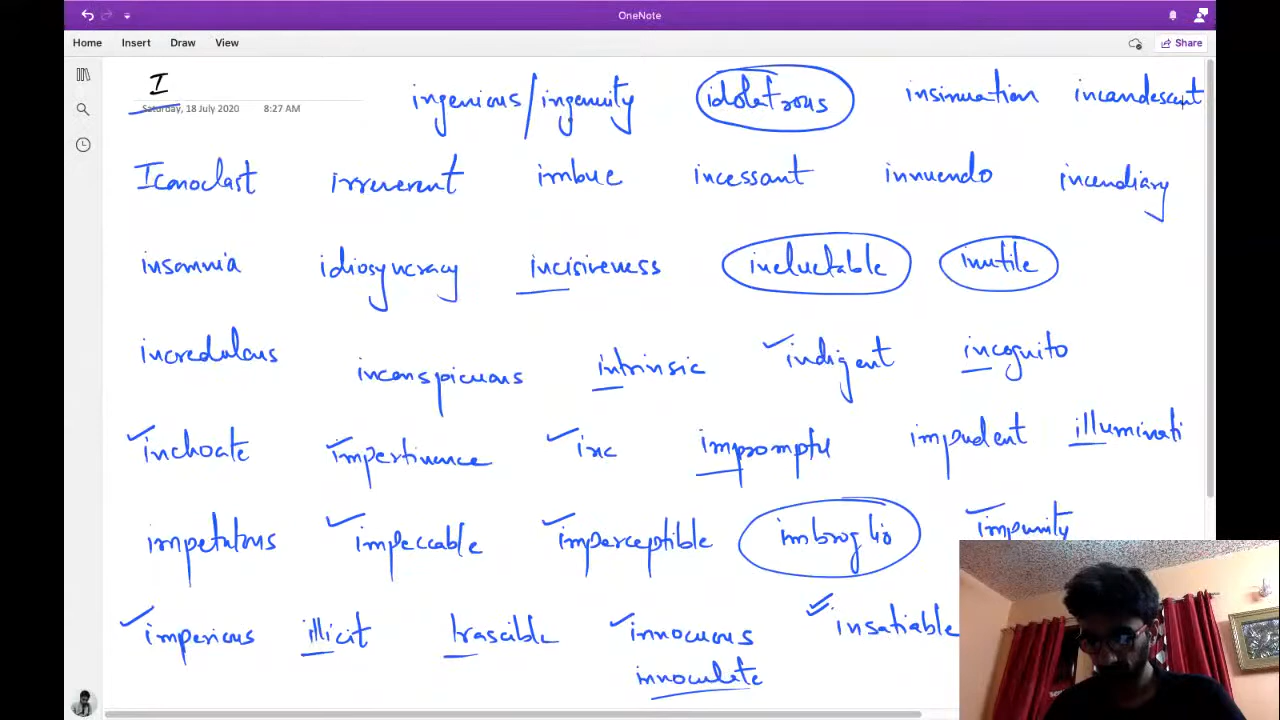 OneNote
Home Insert Draw View Share
I
Saturday, 18 July 2020 8:27 AM
ingenious/ingenuity idolatrous insinuation incandescent
Iconoclast irreverent imbue incessant innuendo incendiary
insomnia idiosyncracy incisiveness ineluctable inutile
incredulous inconspicuous intrinsic indigent incognito
inchoate impertinence irk impromptu impudent illuminati
impetuous impeccable imperceptible imbroglio impunity
imperious illicit Irascible innocuous insatiable
innoculate